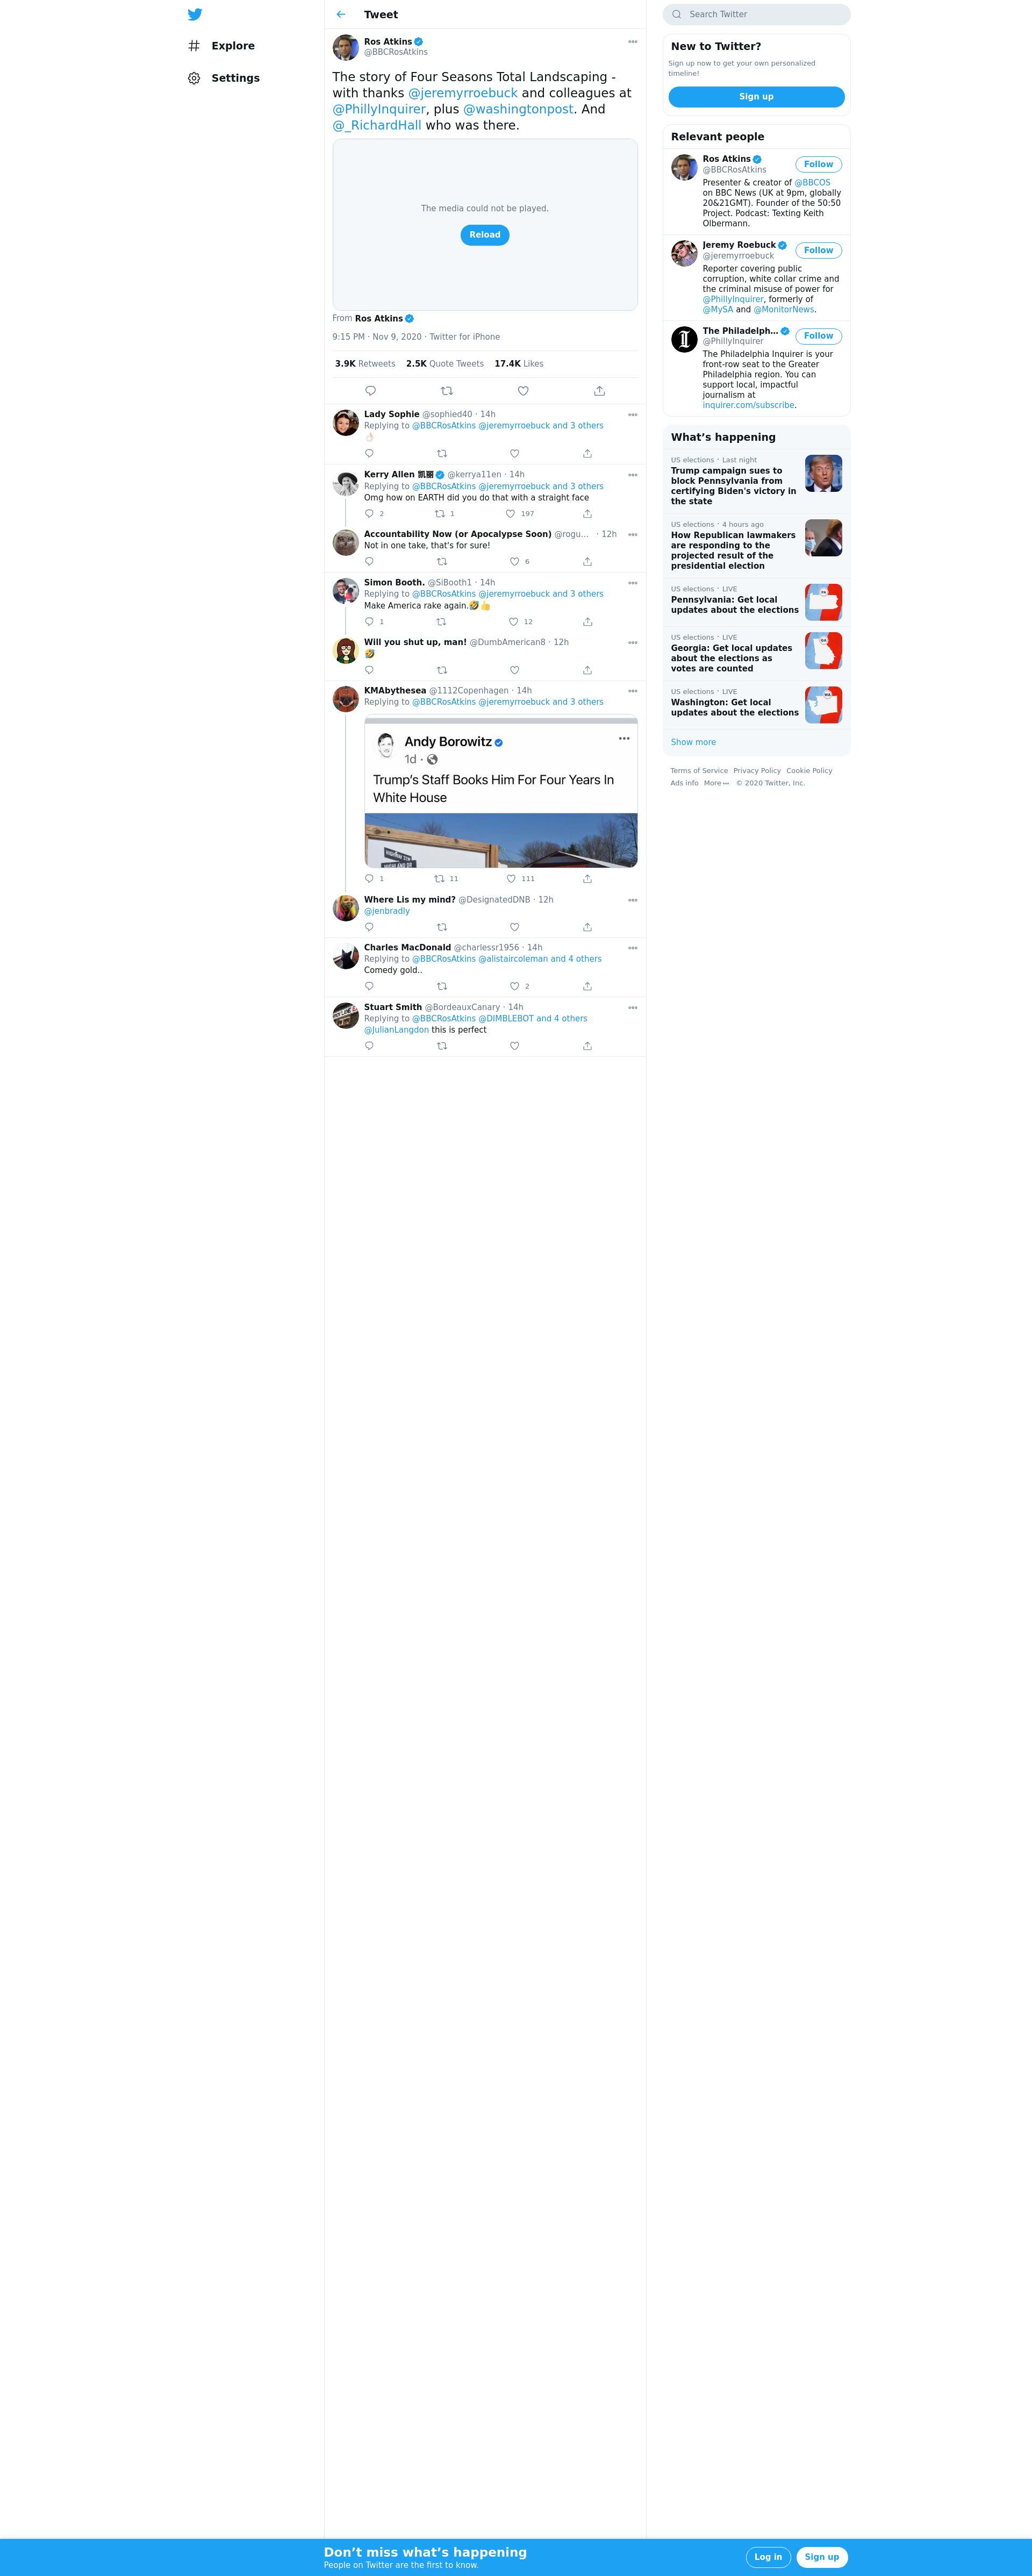 Explore
Settings
Tweet
Ros Atkins
@BBCRosAtkins
The story of Four Seasons Total Landscaping -
with thanks @jeremyrroebuck and colleagues at
@PhillyInquirer, plus @washingtonpost. And
@_RichardHall who was there.
The media could not be played.
Reload
From Ros Atkins
9:15 PM · Nov 9, 2020 · Twitter for iPhone
3.9K Retweets 2.5K Quote Tweets 17.4K Likes
Lady Sophie @sophied40 · 14h
Replying to @BBCRosAtkins @jeremyrroebuck and 3 others
👌🏻
Kerry Allen 凯丽 @kerrya11en · 14h
Replying to @BBCRosAtkins @jeremyrroebuck and 3 others
Omg how on EARTH did you do that with a straight face
2 1 197
Accountability Now (or Apocalypse Soon) @rogu... · 12h
Not in one take, that's for sure!
6
Simon Booth. @SiBooth1 · 14h
Replying to @BBCRosAtkins @jeremyrroebuck and 3 others
Make America rake again.🤣👍
1 12
Will you shut up, man! @DumbAmerican8 · 12h
🤣
KMAbythesea @1112Copenhagen · 14h
Replying to @BBCRosAtkins @jeremyrroebuck and 3 others
Andy Borowitz
1d ·
Trump's Staff Books Him For Four Years In
White House
1 11 111
Where Lis my mind? @DesignatedDNB · 12h
@jenbradly
Charles MacDonald @charlessr1956 · 14h
Replying to @BBCRosAtkins @alistaircoleman and 4 others
Comedy gold..
2
Stuart Smith @BordeauxCanary · 14h
Replying to @BBCRosAtkins @DIMBLEBOT and 4 others
@JulianLangdon this is perfect
Search Twitter
New to Twitter?
Sign up now to get your own personalized
timeline!
Sign up
Relevant people
Ros Atkins
@BBCRosAtkins
Follow
Presenter & creator of @BBCOS
on BBC News (UK at 9pm, globally
20&21GMT). Founder of the 50:50
Project. Podcast: Texting Keith
Olbermann.
Jeremy Roebuck
@jeremyrroebuck
Follow
Reporter covering public
corruption, white collar crime and
the criminal misuse of power for
@PhillyInquirer, formerly of
@MySA and @MonitorNews.
The Philadelph...
@PhillyInquirer
Follow
The Philadelphia Inquirer is your
front-row seat to the Greater
Philadelphia region. You can
support local, impactful
journalism at
inquirer.com/subscribe.
What's happening
US elections · Last night
Trump campaign sues to
block Pennsylvania from
certifying Biden's victory in
the state
US elections · 4 hours ago
How Republican lawmakers
are responding to the
projected result of the
presidential election
US elections · LIVE
Pennsylvania: Get local
updates about the elections
US elections · LIVE
Georgia: Get local updates
about the elections as
votes are counted
US elections · LIVE
Washington: Get local
updates about the elections
Show more
Terms of Service Privacy Policy Cookie Policy
Ads info More ··· © 2020 Twitter, Inc.
Don't miss what's happening
People on Twitter are the first to know.
Log in
Sign up